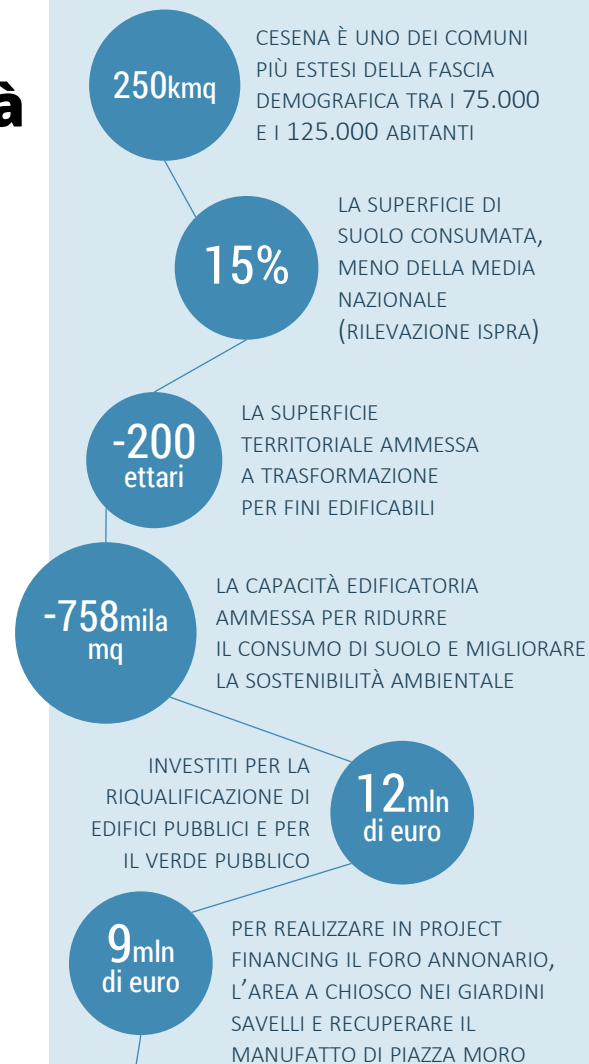 à
250kmq
CESENA È UNO DEI COMUNI
PIÙ ESTESI DELLA FASCIA
DEMOGRAFICA TRA I 75.000
E I 125.000 ABITANTI
15%
LA SUPERFICIE DI
SUOLO CONSUMATA,
MENO DELLA MEDIA
NAZIONALE
(RILEVAZIONE ISPRA)
-200
ettari
LA SUPERFICIE
TERRITORIALE AMMESSA
A TRASFORMAZIONE
PER FINI EDIFICABILI
-758mila
mq
LA CAPACITÀ EDIFICATORIA
AMMESSA PER RIDURRE
IL CONSUMO DI SUOLO E MIGLIORARE
LA SOSTENIBILITÀ AMBIENTALE
INVESTITI PER LA
RIQUALIFICAZIONE DI
EDIFICI PUBBLICI E PER
IL VERDE PUBBLICO
12mln
di euro
9mln
di euro
PER REALIZZARE IN PROJECT
FINANCING IL FORO ANNONARIO,
L’AREA A CHIOSCO NEI GIARDINI
SAVELLI E RECUPERARE IL
MANUFATTO DI PIAZZA MORO